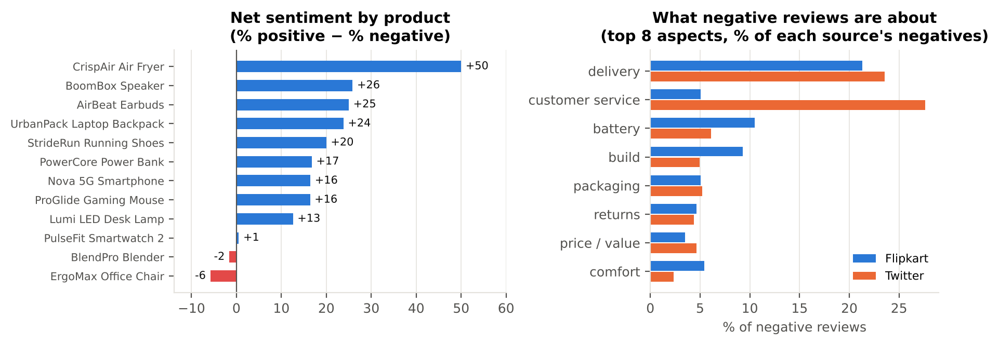 Net sentiment by product
(% positive − % negative)
CrispAir Air Fryer
+50
BoomBox Speaker
+26
AirBeat Earbuds
+25
UrbanPack Laptop Backpack
+24
StrideRun Running Shoes
+20
PowerCore Power Bank
+17
Nova 5G Smartphone
+16
ProGlide Gaming Mouse
+16
Lumi LED Desk Lamp
+13
PulseFit Smartwatch 2
+1
BlendPro Blender
-2
ErgoMax Office Chair
-6
−10 0 10 20 30 40 50 60
What negative reviews are about
(top 8 aspects, % of each source's negatives)
delivery
customer service
battery
build
packaging
returns
price / value
comfort
Flipkart
Twitter
0 5 10 15 20 25
% of negative reviews